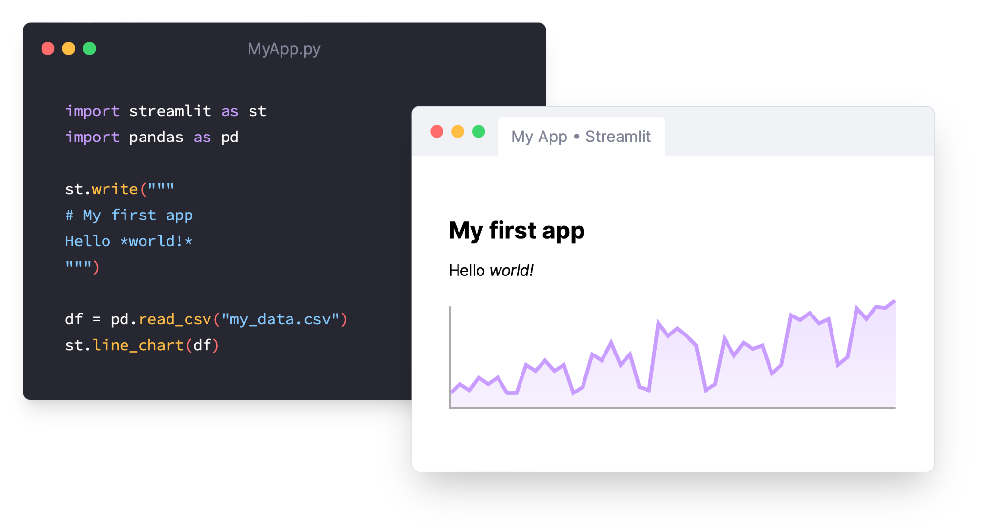 MyApp.py
import streamlit as st
import pandas as pd
st.write("""
# My first app
Hello *world!*
""")
df = pd.read_csv("my_data.csv")
st.line_chart(df)
My App • Streamlit
My first app
Hello world!